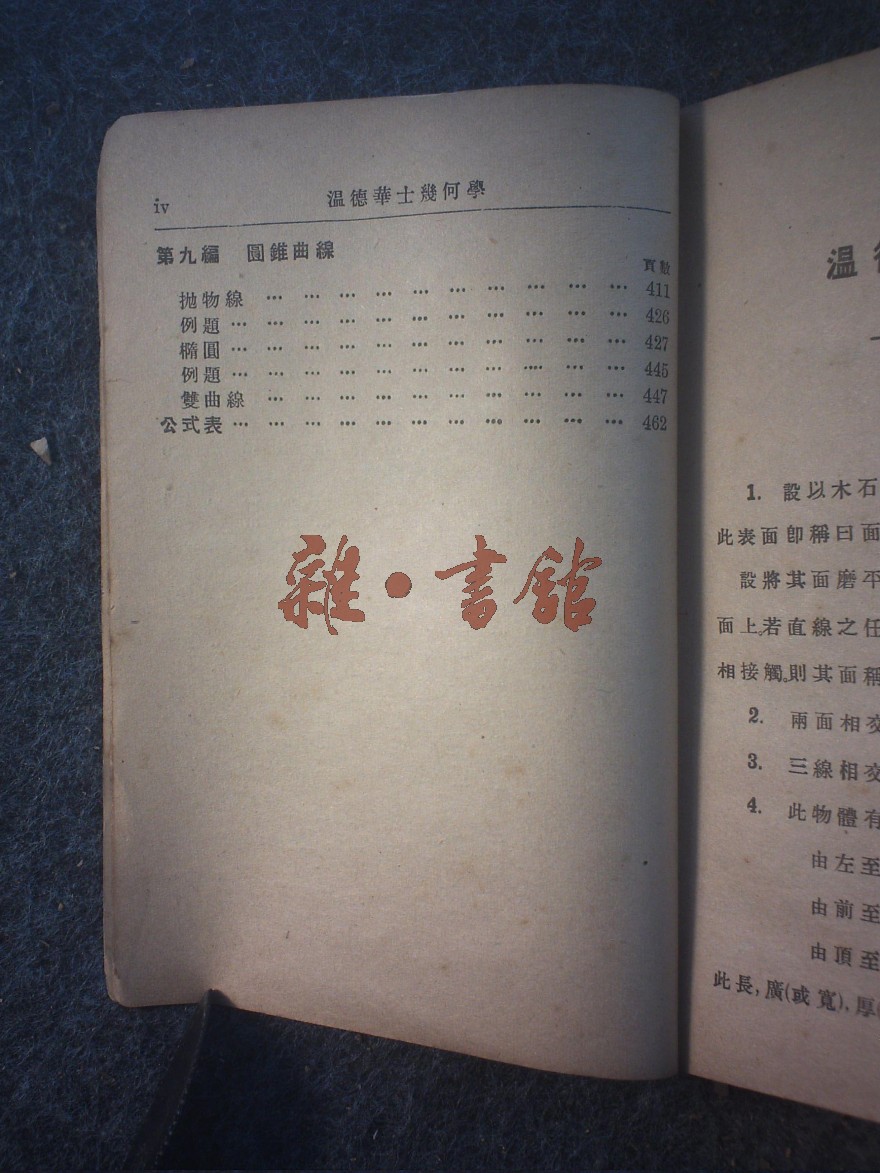 iv 溫德華士幾何學
第九編 圓錐曲線
頁數
拋物線 … … … … … … … … … … 411
例題 … … … … … … … … … … … 426
橢圓 … … … … … … … … … … … 427
例題 … … … … … … … … … … … 445
雙曲線 … … … … … … … … … … 447
公式表 … … … … … … … … … … … 462
雜·書館
溫
1. 設以木石
此表面卽稱曰面
設將其面磨平
面上。若直線之任
相接觸。則其面稱
2. 兩面相交
3. 三線相交
4. 此物體有
由左至
由前至
由頂至
此長,廣(或寬),厚(